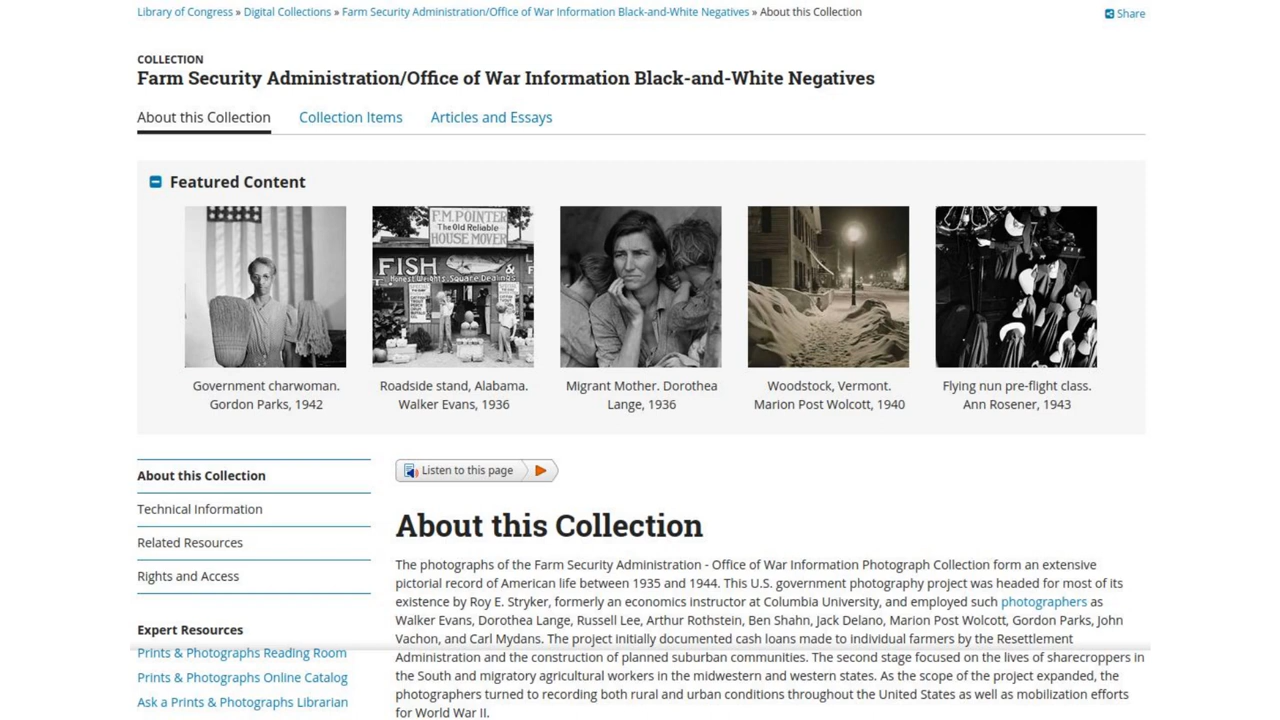 Library of Congress » Digital Collections » Farm Security Administration/Office of War Information Black-and-White Negatives » About this Collection
Share
COLLECTION
Farm Security Administration/Office of War Information Black-and-White Negatives
About this Collection
Collection Items
Articles and Essays
Featured Content
F.M. POINTER
The Old Reliable
HOUSE MOVER
FISH &
Honest Weights Square Dealings
Government charwoman.
Gordon Parks, 1942
Roadside stand, Alabama.
Walker Evans, 1936
Migrant Mother. Dorothea
Lange, 1936
Woodstock, Vermont.
Marion Post Wolcott, 1940
Flying nun pre-flight class.
Ann Rosener, 1943
About this Collection
Technical Information
Related Resources
Rights and Access
Expert Resources
Prints & Photographs Reading Room
Prints & Photographs Online Catalog
Ask a Prints & Photographs Librarian
Listen to this page
About this Collection
The photographs of the Farm Security Administration - Office of War Information Photograph Collection form an extensive
pictorial record of American life between 1935 and 1944. This U.S. government photography project was headed for most of its
existence by Roy E. Stryker, formerly an economics instructor at Columbia University, and employed such photographers as
Walker Evans, Dorothea Lange, Russell Lee, Arthur Rothstein, Ben Shahn, Jack Delano, Marion Post Wolcott, Gordon Parks, John
Vachon, and Carl Mydans. The project initially documented cash loans made to individual farmers by the Resettlement
Administration and the construction of planned suburban communities. The second stage focused on the lives of sharecroppers in
the South and migratory agricultural workers in the midwestern and western states. As the scope of the project expanded, the
photographers turned to recording both rural and urban conditions throughout the United States as well as mobilization efforts
for World War II.